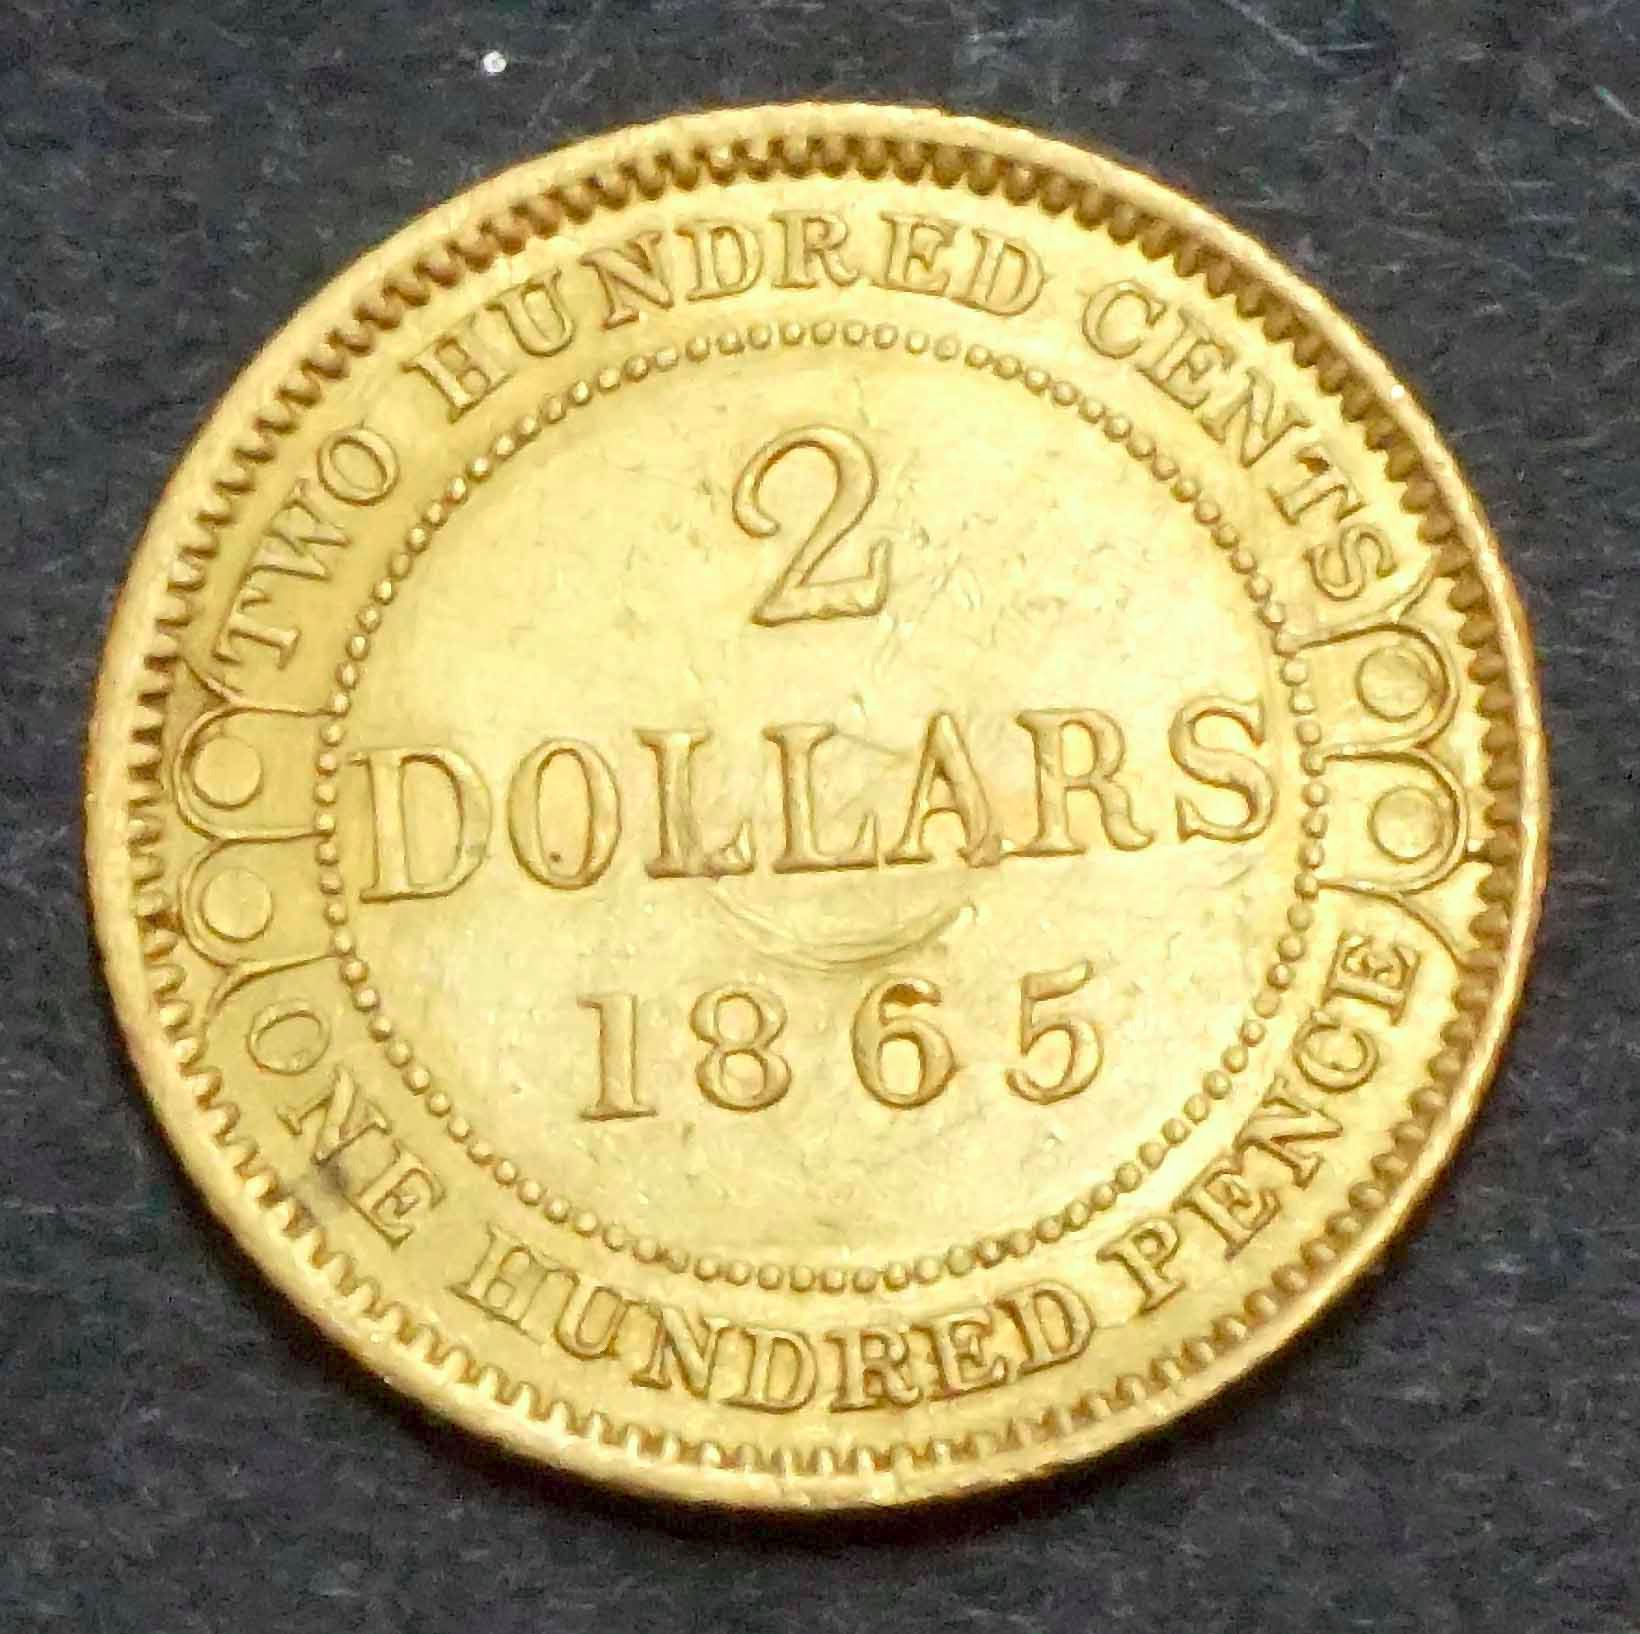 TWO HUNDRED CENTS
2
DOLLARS
1865
ONE HUNDRED PENCE